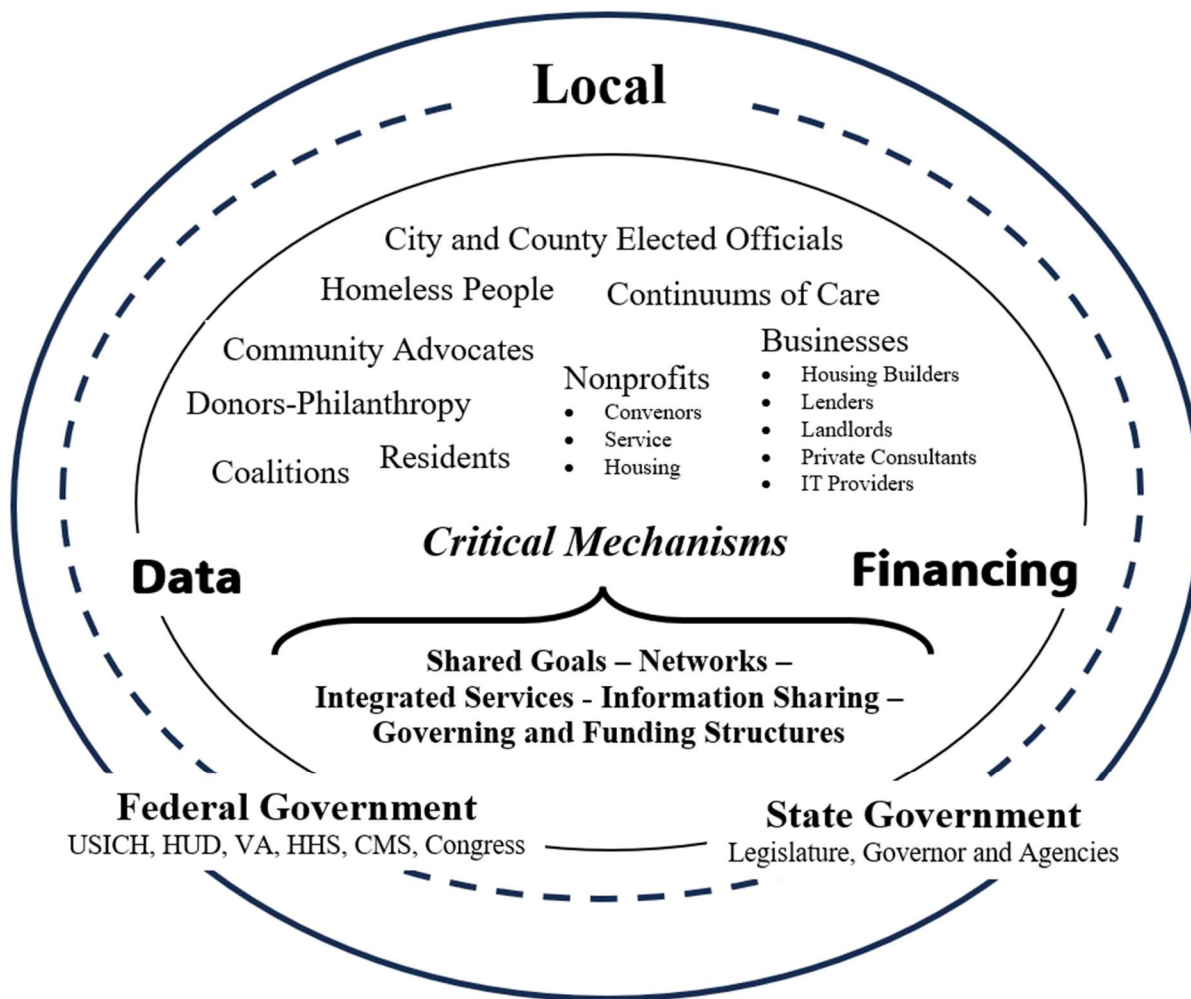 Local
City and County Elected Officials
Homeless People
Continuums of Care
Community Advocates
Donors-Philanthropy
Coalitions
Residents
Nonprofits
• Convenors
• Service
• Housing
Businesses
• Housing Builders
• Lenders
• Landlords
• Private Consultants
• IT Providers
Critical Mechanisms
Data
Financing
Shared Goals – Networks –
Integrated Services - Information Sharing –
Governing and Funding Structures
Federal Government
USICH, HUD, VA, HHS, CMS, Congress
State Government
Legislature, Governor and Agencies